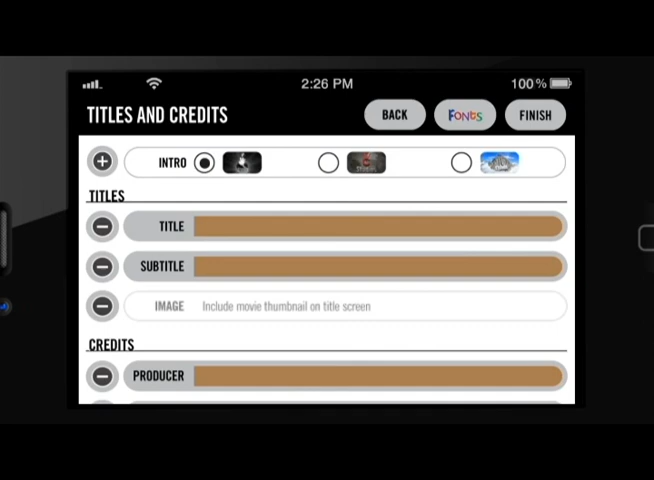 2:26 PM
100%
TITLES AND CREDITS
BACK
FONTS
FINISH
INTRO
TITLES
TITLE
SUBTITLE
IMAGE Include movie thumbnail on title screen
CREDITS
PRODUCER